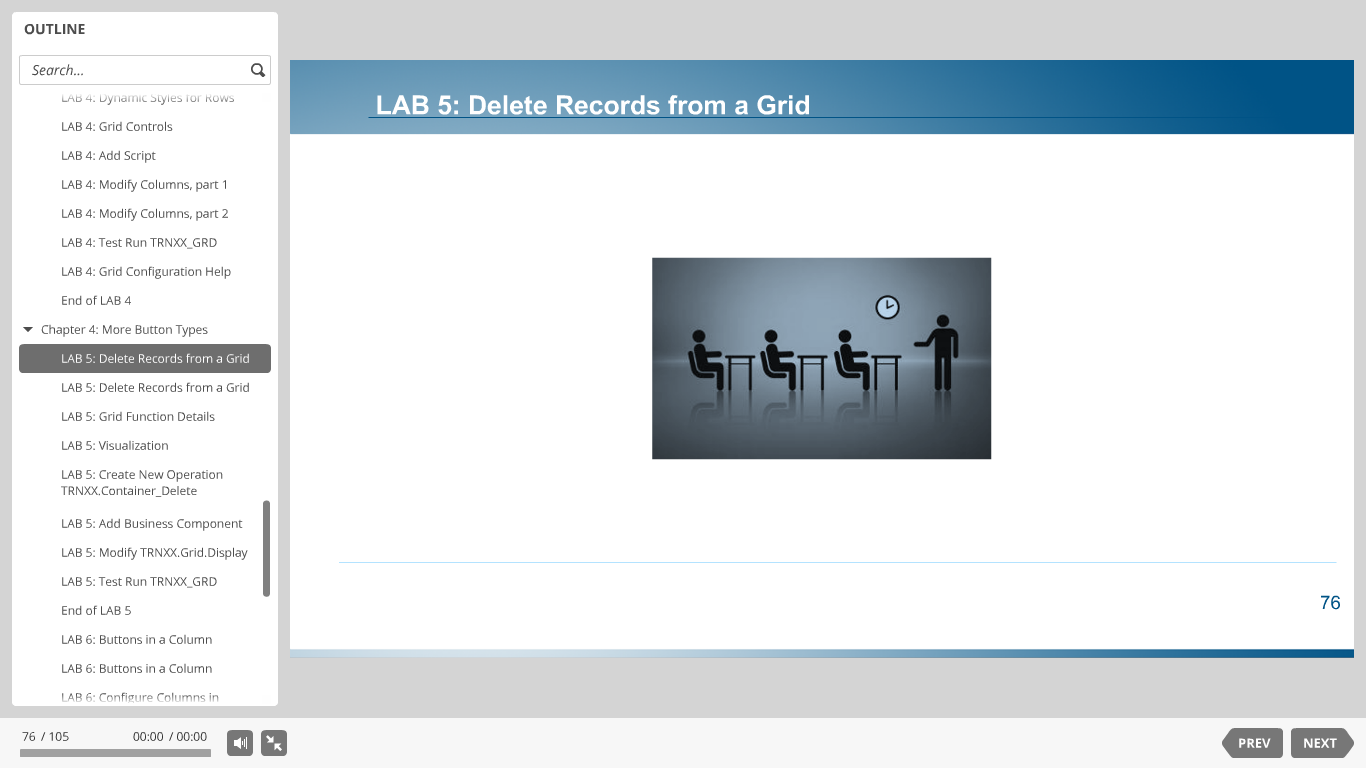 OUTLINE
Search...
LAB 4: Dynamic Styles for Rows
LAB 4: Grid Controls
LAB 4: Add Script
LAB 4: Modify Columns, part 1
LAB 4: Modify Columns, part 2
LAB 4: Test Run TRNXX_GRD
LAB 4: Grid Configuration Help
End of LAB 4
Chapter 4: More Button Types
LAB 5: Delete Records from a Grid
LAB 5: Delete Records from a Grid
LAB 5: Grid Function Details
LAB 5: Visualization
LAB 5: Create New Operation
TRNXX.Container_Delete
LAB 5: Add Business Component
LAB 5: Modify TRNXX.Grid.Display
LAB 5: Test Run TRNXX_GRD
End of LAB 5
LAB 6: Buttons in a Column
LAB 6: Buttons in a Column
LAB 6: Configure Columns in
LAB 5: Delete Records from a Grid
76
76 / 105
00:00 / 00:00
PREV
NEXT